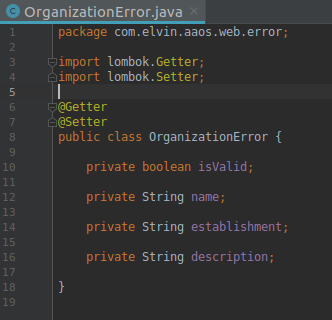 OrganizationError.java
1 package com.elvin.aaos.web.error;
2
3 import lombok.Getter;
4 import lombok.Setter;
5
6 @Getter
7 @Setter
8 public class OrganizationError {
9
10 private boolean isValid;
11
12 private String name;
13
14 private String establishment;
15
16 private String description;
17
18 }
19